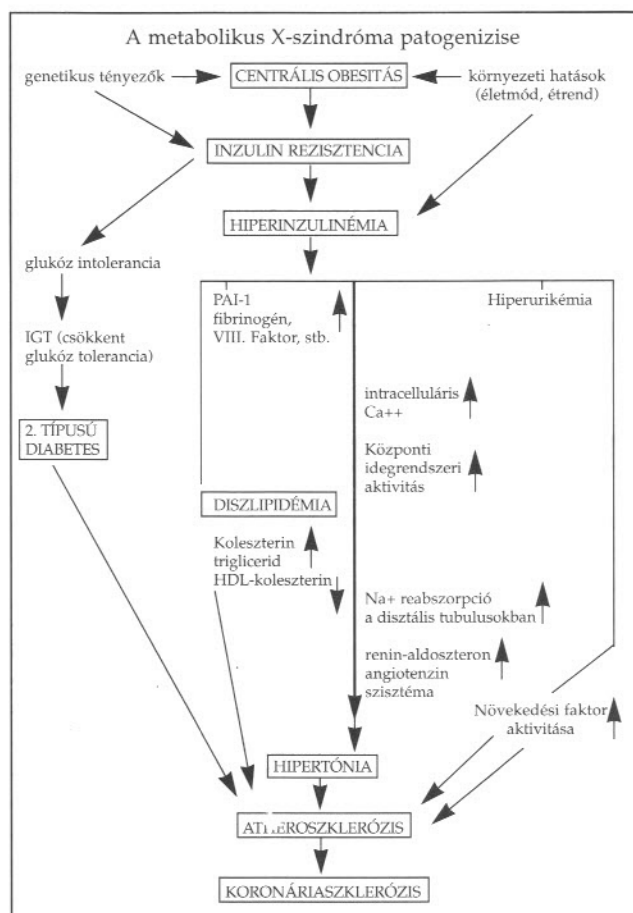 A metabolikus X-szindróma patogenizise
genetikus tényezők
CENTRÁLIS OBESITÁS
környezeti hatások
(életmód, étrend)
INZULIN REZISTENCIA
HIPERINZULINÉMIA
glukóz intolerancia
IGT (csökkent
glukóz tolerancia)
2. TÍPUSÚ
DIABETES
PAI-1
fibrinogén,
VIII. Faktor, stb.
Hiperurikémia
intracelluláris
Ca++
Központi
idegrendszeri
aktivitás
DISZLIPIDÉMIA
Koleszterin
triglicerid
HDL-koleszterin
Na+ reabszorpció
a disztális tubulusokban
renin-aldoszteron
angiotenzin
szisztéma
Növekedési faktor
aktivitása
HIPERTÓNIA
ATHEROSZKLERÓZIS
KORONÁRIASZKLERÓZIS